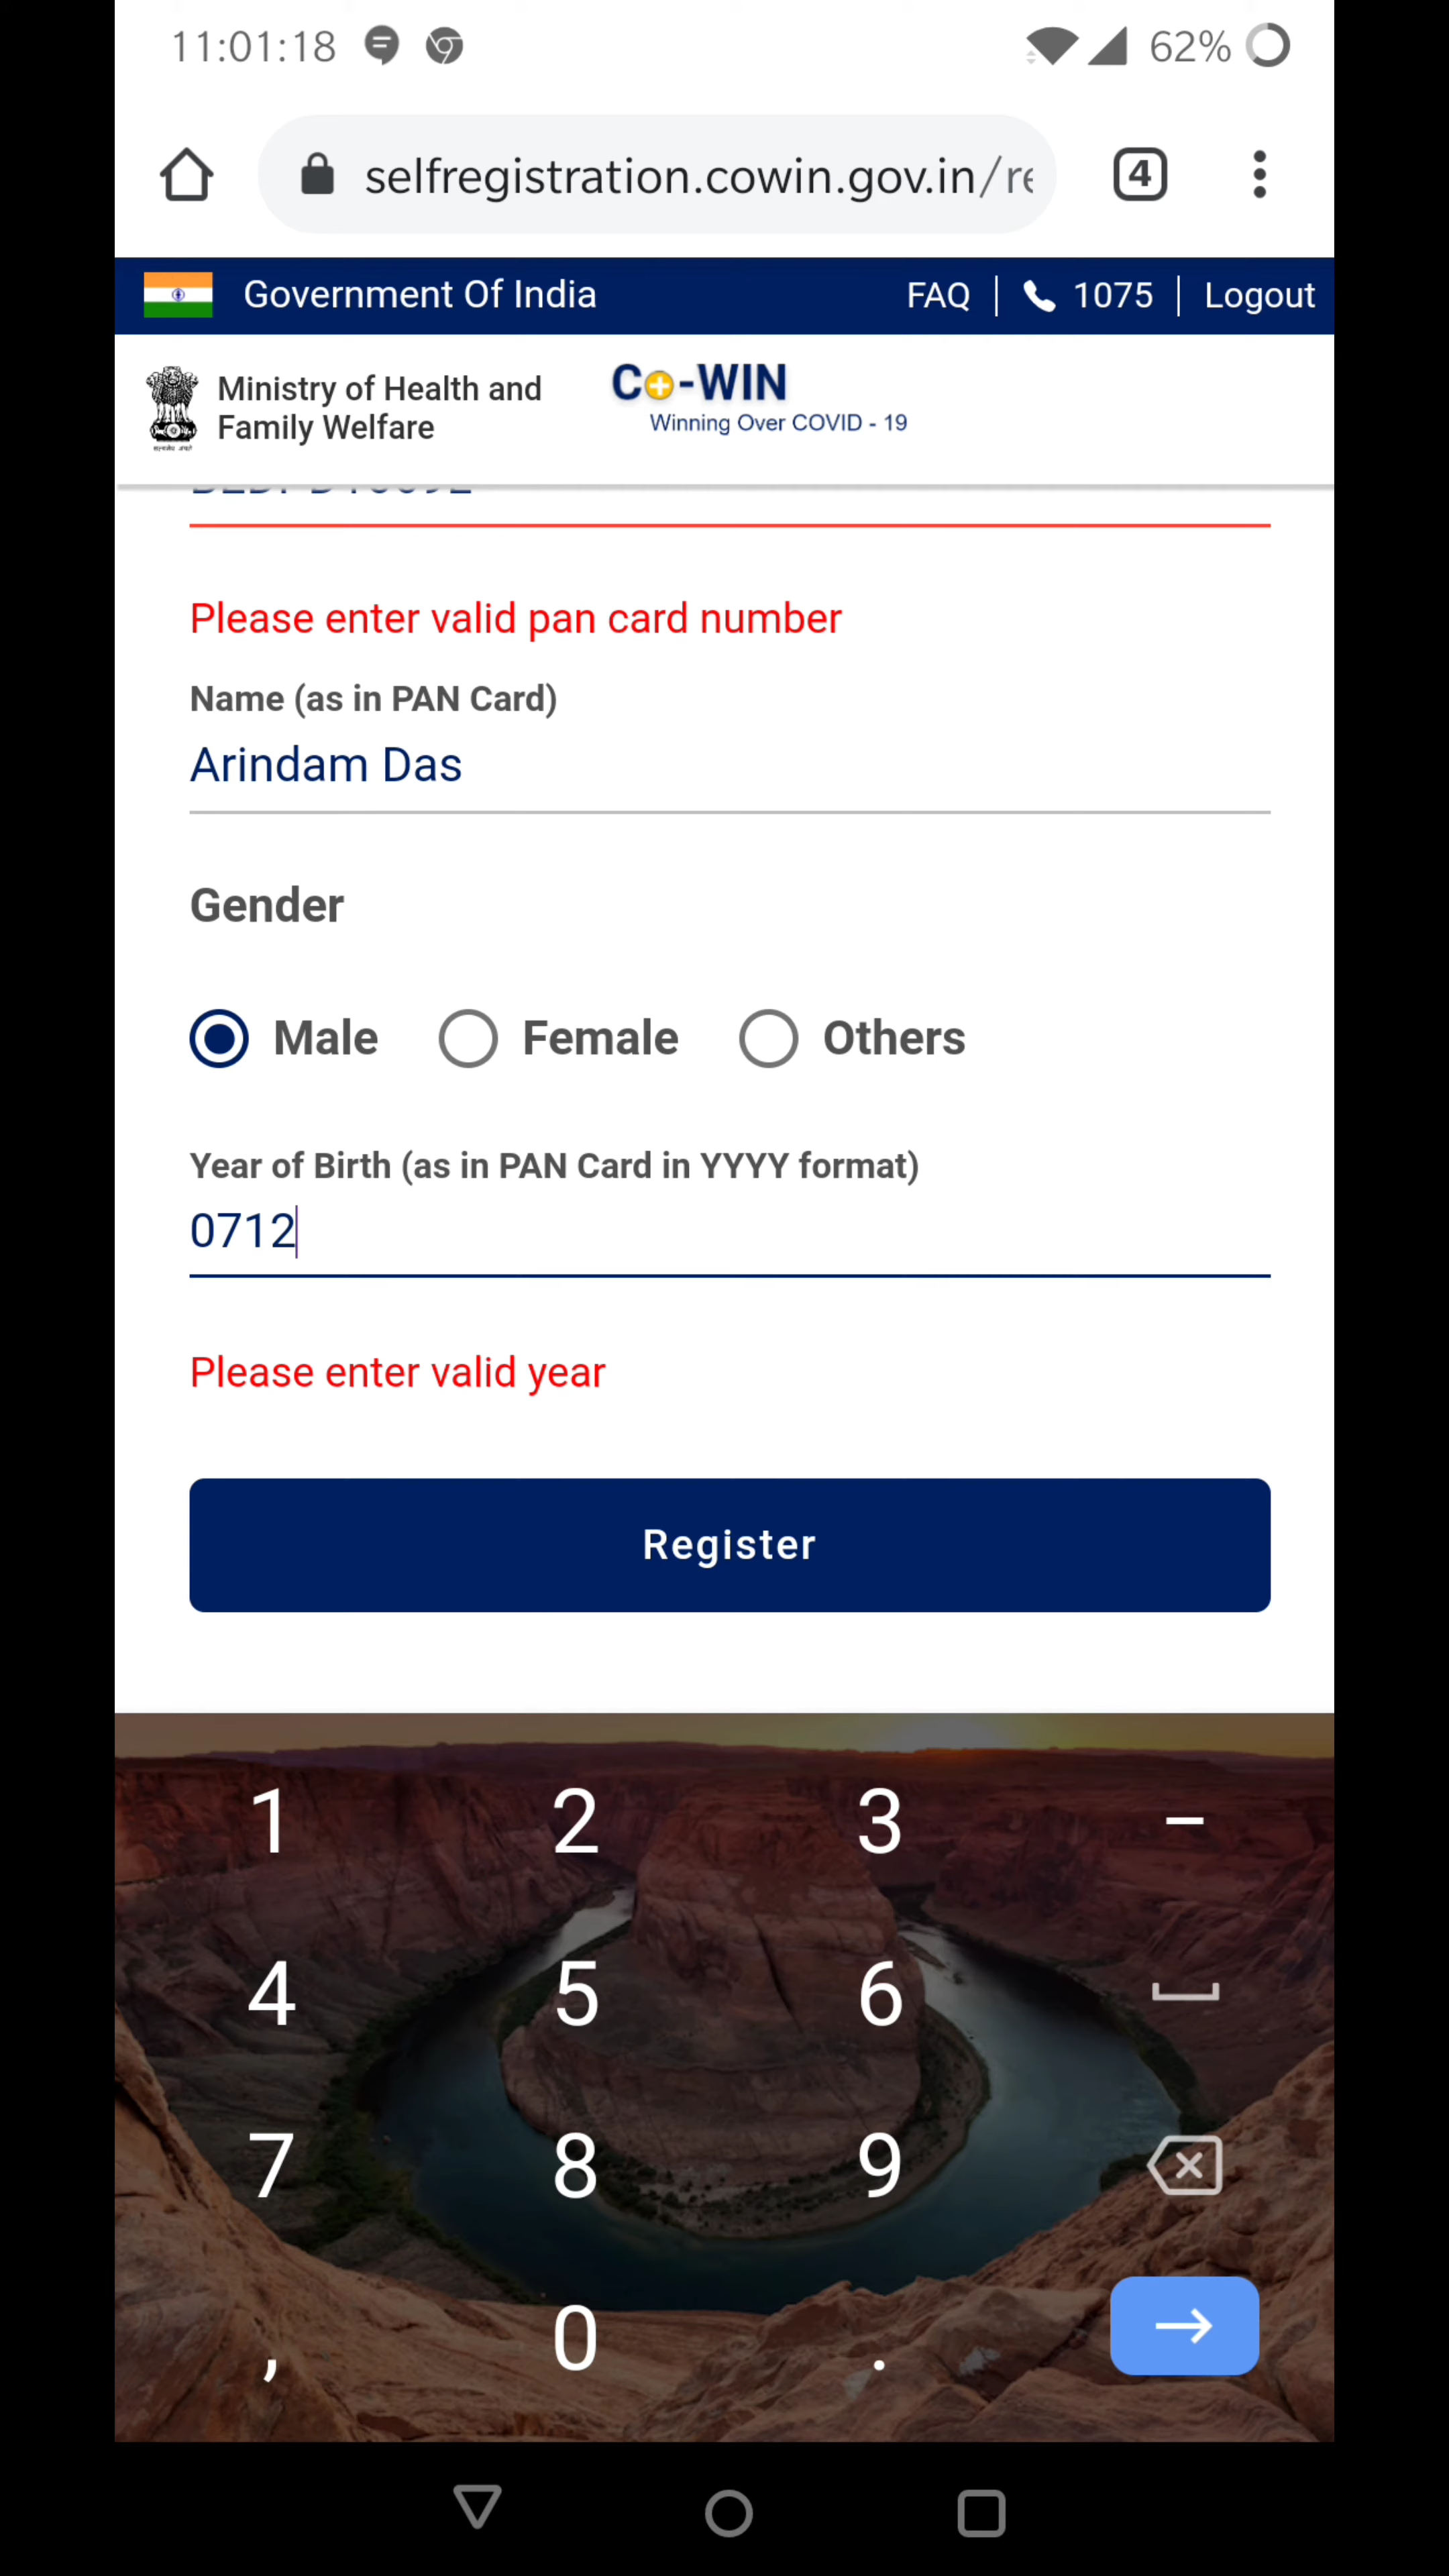 11:01:18 62%
selfregistration.cowin.gov.in/re 4
Government Of India FAQ | 1075 | Logout
Ministry of Health and
Family Welfare
Co-WIN
Winning Over COVID - 19
Please enter valid pan card number
Name (as in PAN Card)
Arindam Das
Gender
Male Female Others
Year of Birth (as in PAN Card in YYYY format)
0712
Please enter valid year
Register
1 2 3 -
4 5 6
7 8 9
, 0 .